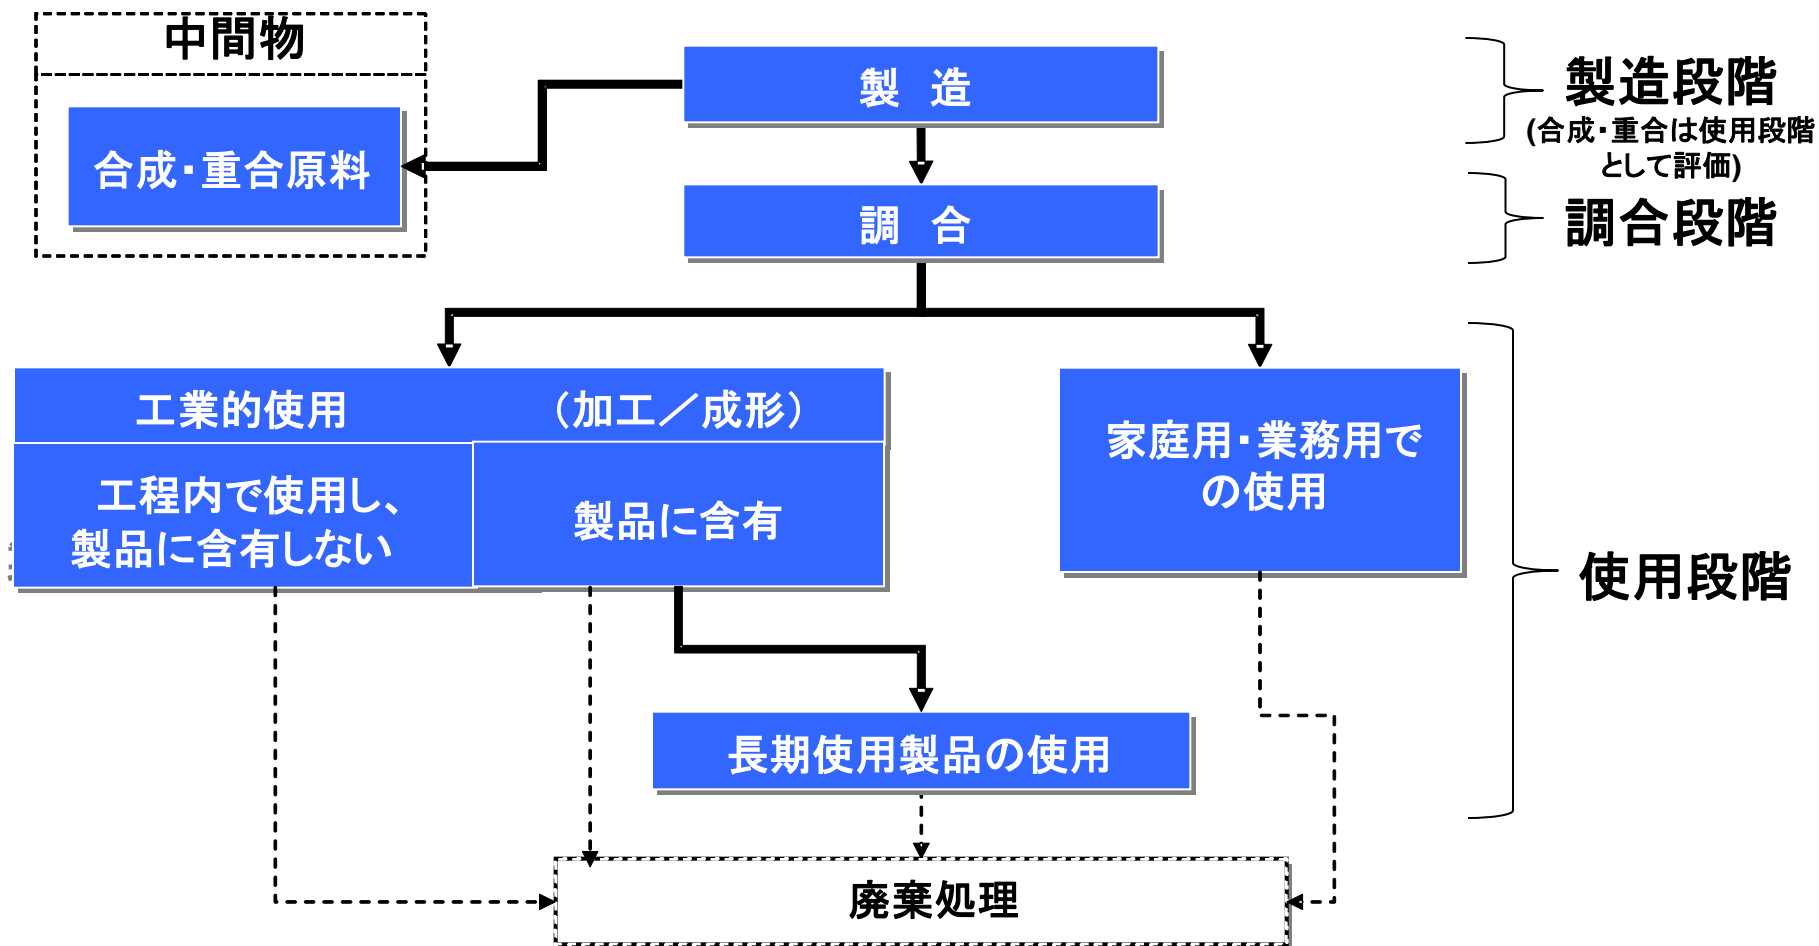 中間物
合成・重合原料
製　造
調　合
製造段階
(合成・重合は使用段階
として評価)
調合段階
工業的使用　（加工／成形）
工程内で使用し、
製品に含有しない
製品に含有
家庭用・業務用で
の使用
使用段階
長期使用製品の使用
廃棄処理